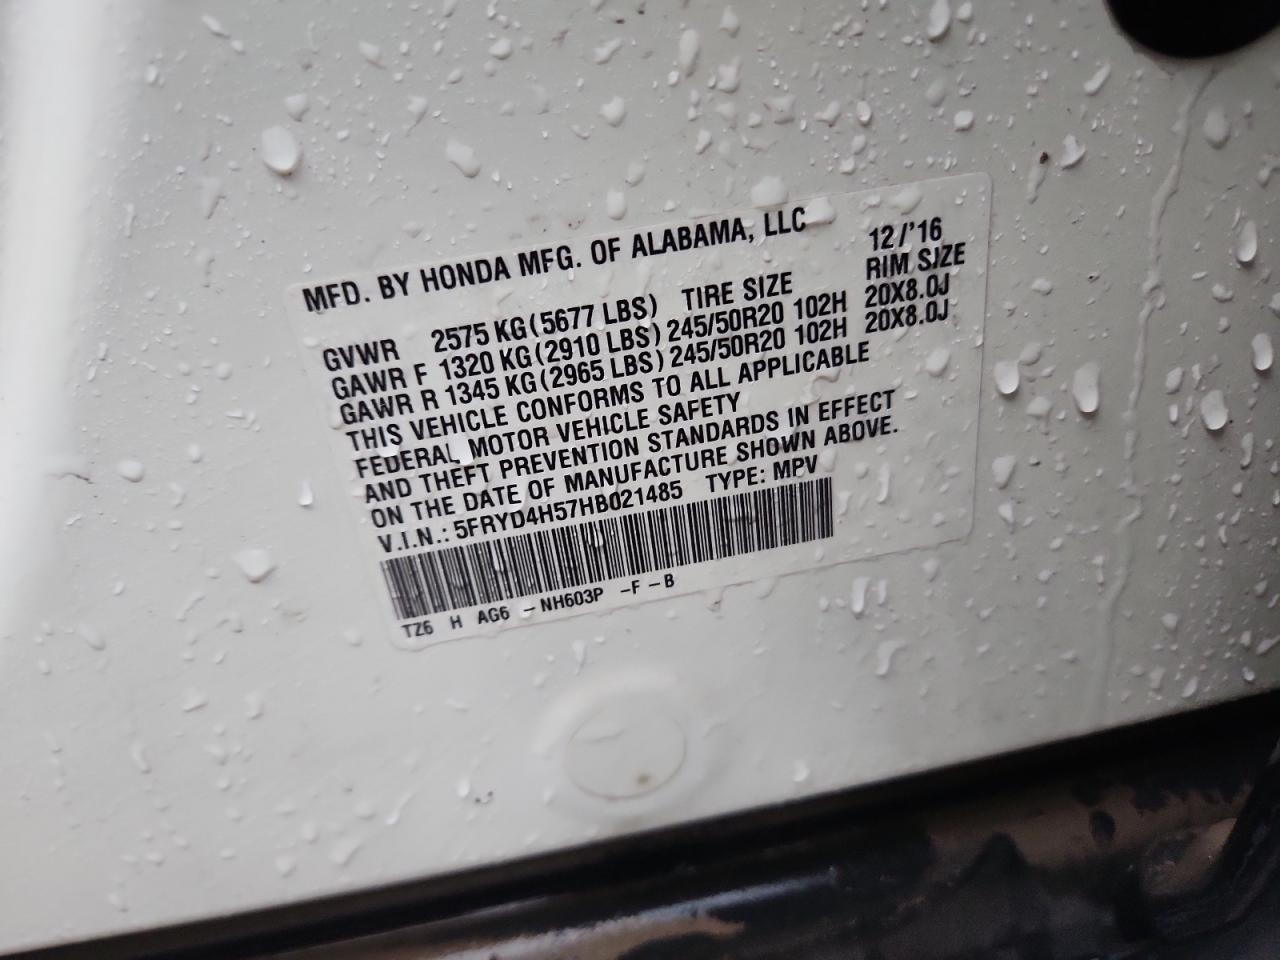 MFD. BY HONDA MFG. OF ALABAMA, LLC 12/'16
GVWR 2575 KG(5677 LBS) TIRE SIZE RIM SIZE
GAWR F 1320 KG(2910 LBS) 245/50R20 102H 20X8.0J
GAWR R 1345 KG(2965 LBS) 245/50R20 102H 20X8.0J
THIS VEHICLE CONFORMS TO ALL APPLICABLE
FEDERAL MOTOR VEHICLE SAFETY
AND THEFT PREVENTION STANDARDS IN EFFECT
ON THE DATE OF MANUFACTURE SHOWN ABOVE.
V.I.N.: 5FRYD4H57HB021485 TYPE: MPV
TZ6 H AG6 - NH603P -F-B